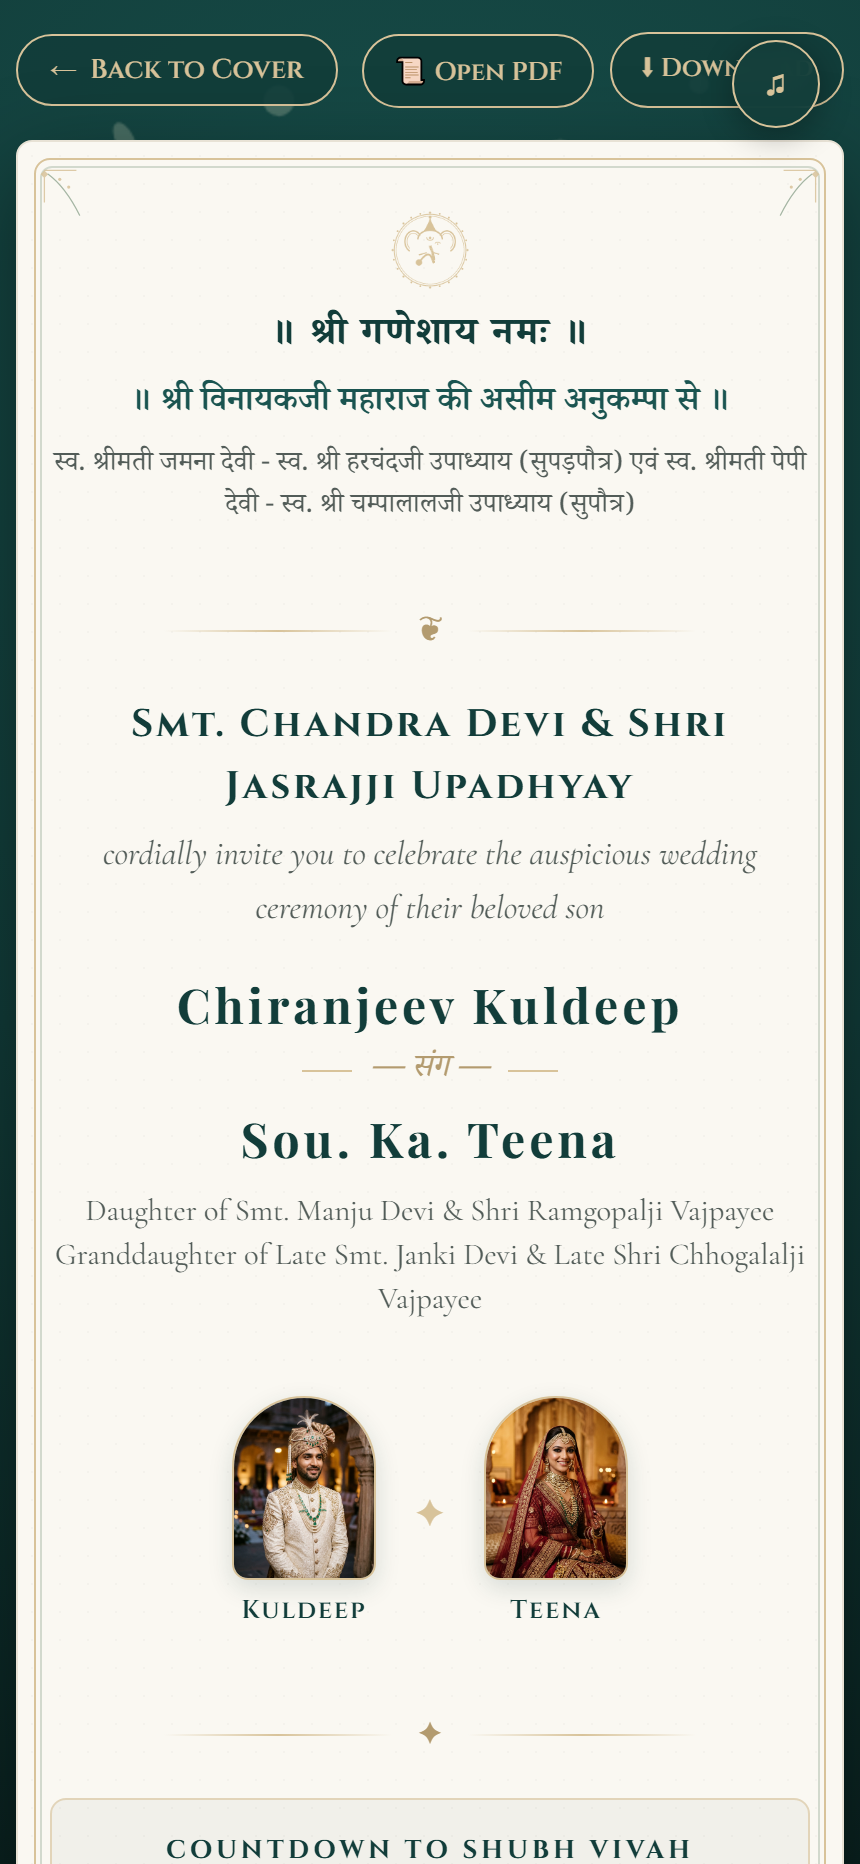 ← Back to Cover
📜 Open PDF
⬇ Down
♫
॥ श्री गणेशाय नमः ॥
॥ श्री विनायकजी महाराज की असीम अनुकम्पा से ॥
स्व. श्रीमती जमना देवी - स्व. श्री हरचंदजी उपाध्याय (सुपड़पौत्र) एवं स्व. श्रीमती पेपी
देवी - स्व. श्री चम्पालालजी उपाध्याय (सुपौत्र)
Smt. Chandra Devi & Shri
Jasrajji Upadhyay
cordially invite you to celebrate the auspicious wedding
ceremony of their beloved son
Chiranjeev Kuldeep
— संग —
Sou. Ka. Teena
Daughter of Smt. Manju Devi & Shri Ramgopalji Vajpayee
Granddaughter of Late Smt. Janki Devi & Late Shri Chhogalalji
Vajpayee
Kuldeep
Teena
COUNTDOWN TO SHUBH VIVAH